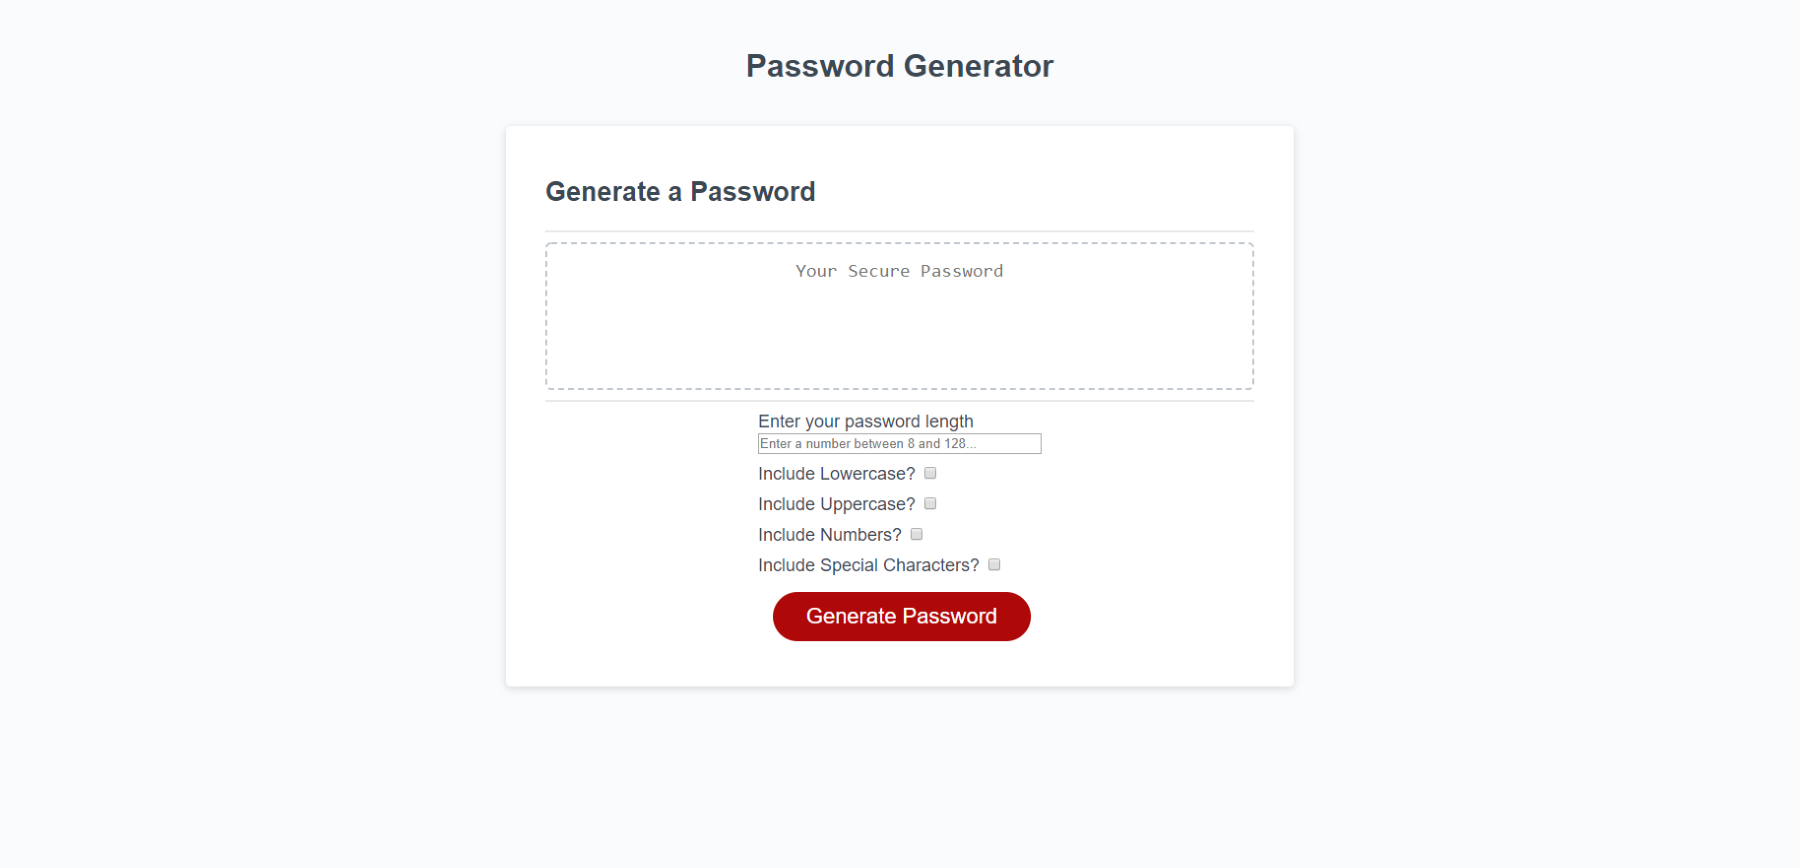 Password Generator
Generate a Password
Your Secure Password
Enter your password length
Enter a number between 8 and 128...
Include Lowercase?
Include Uppercase?
Include Numbers?
Include Special Characters?
Generate Password